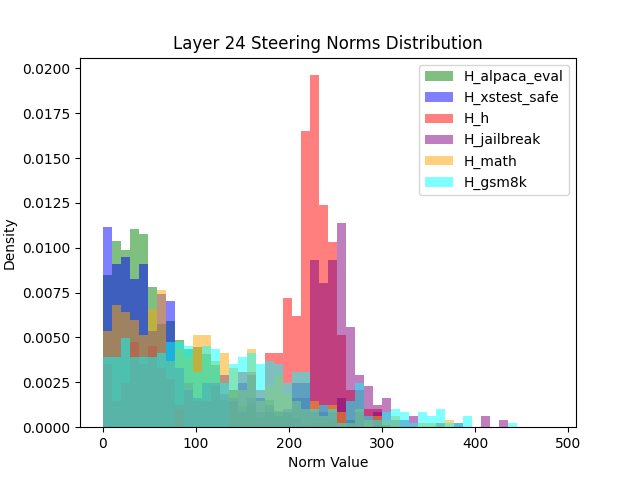 Layer 24 Steering Norms Distribution
0.0200
0.0175
0.0150
0.0125
0.0100
0.0075
0.0050
0.0025
0.0000
Density
H_alpaca_eval
H_xstest_safe
H_h
H_jailbreak
H_math
H_gsm8k
0 100 200 300 400 500
Norm Value